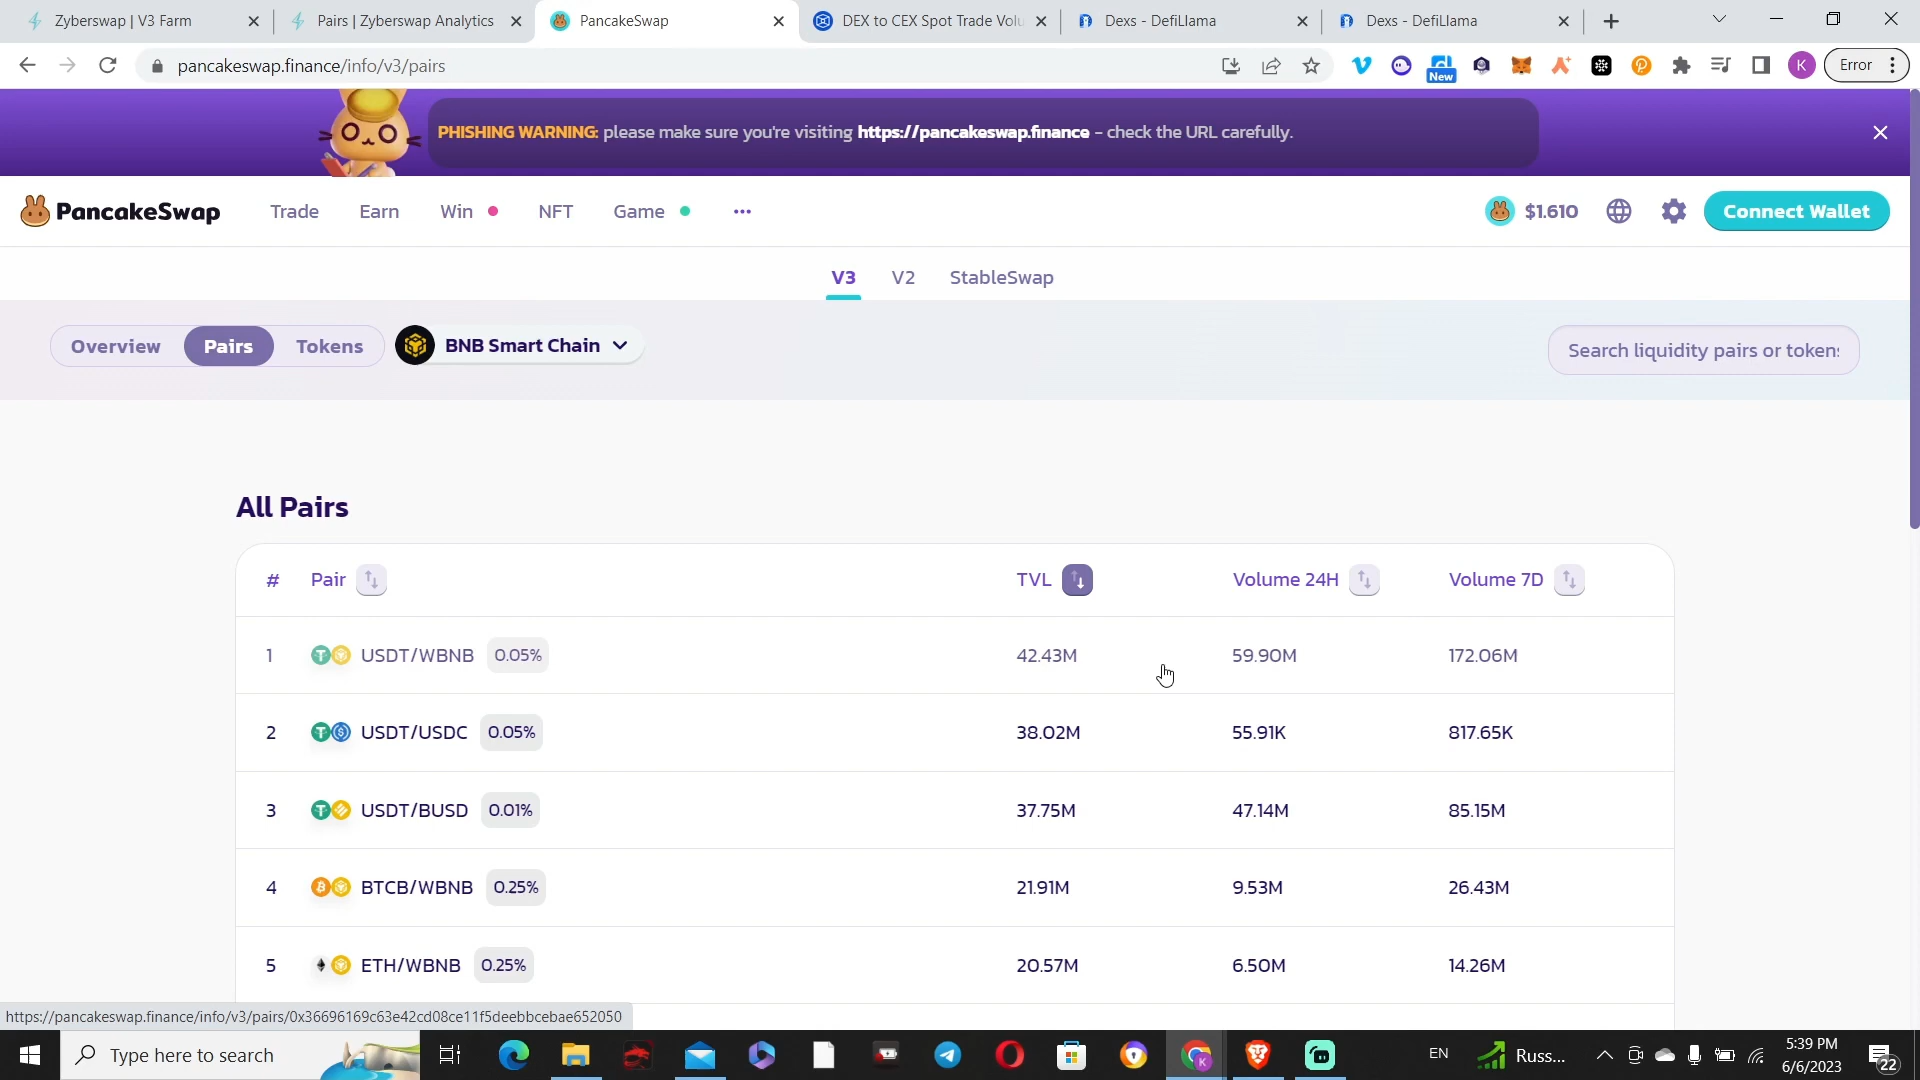 Zyberswap | V3 Farm
Pairs | Zyberswap Analytics
PancakeSwap
DEX to CEX Spot Trade Volu
Dexs - DefiLlama
Dexs - DefiLlama
pancakeswap.finance/info/v3/pairs
New
K
Error
PHISHING WARNING: please make sure you're visiting https://pancakeswap.finance - check the URL carefully.
PancakeSwap
Trade
Earn
Win
NFT
Game
$1.610
Connect Wallet
V3
V2
StableSwap
Overview
Pairs
Tokens
BNB Smart Chain
Search liquidity pairs or tokens
All Pairs
# Pair TVL Volume 24H Volume 7D
1 USDT/WBNB 0.05% 42.43M 59.90M 172.06M
2 USDT/USDC 0.05% 38.02M 55.91K 817.65K
3 USDT/BUSD 0.01% 37.75M 47.14M 85.15M
4 BTCB/WBNB 0.25% 21.91M 9.53M 26.43M
5 ETH/WBNB 0.25% 20.57M 6.50M 14.26M
https://pancakeswap.finance/info/v3/pairs/0x36696169c63e42cd08ce11f5deebbcebae652050
Type here to search
EN
Russ...
5:39 PM
6/6/2023
22